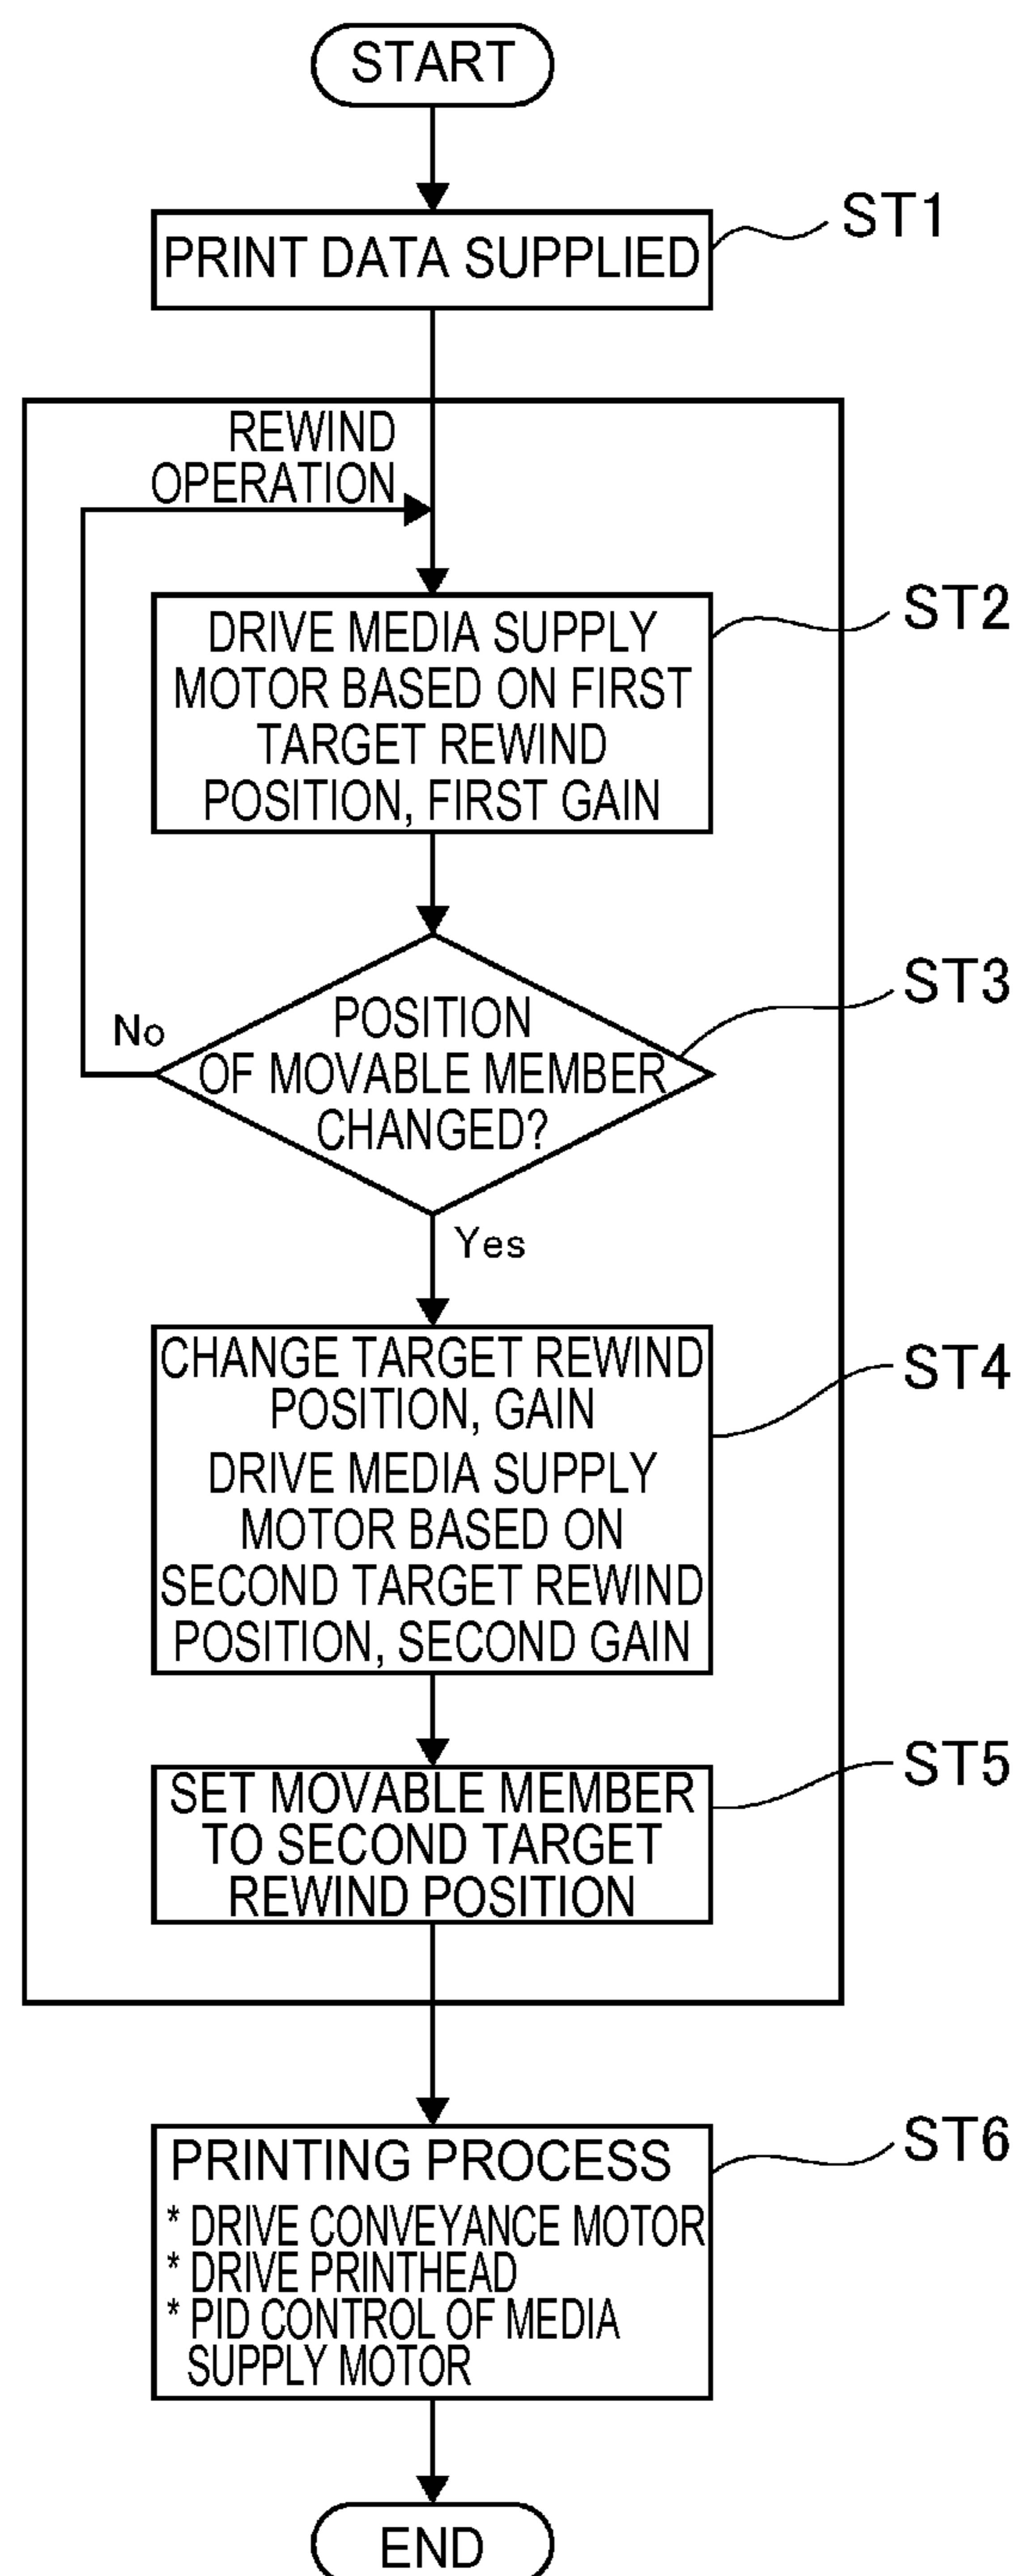 START
PRINT DATA SUPPLIED
ST1
REWIND
OPERATION
DRIVE MEDIA SUPPLY
MOTOR BASED ON FIRST
TARGET REWIND
POSITION, FIRST GAIN
ST2
POSITION
OF MOVABLE MEMBER
CHANGED?
ST3
No
Yes
CHANGE TARGET REWIND
POSITION, GAIN
DRIVE MEDIA SUPPLY
MOTOR BASED ON
SECOND TARGET REWIND
POSITION, SECOND GAIN
ST4
SET MOVABLE MEMBER
TO SECOND TARGET
REWIND POSITION
ST5
PRINTING PROCESS
* DRIVE CONVEYANCE MOTOR
* DRIVE PRINTHEAD
* PID CONTROL OF MEDIA
SUPPLY MOTOR
ST6
END